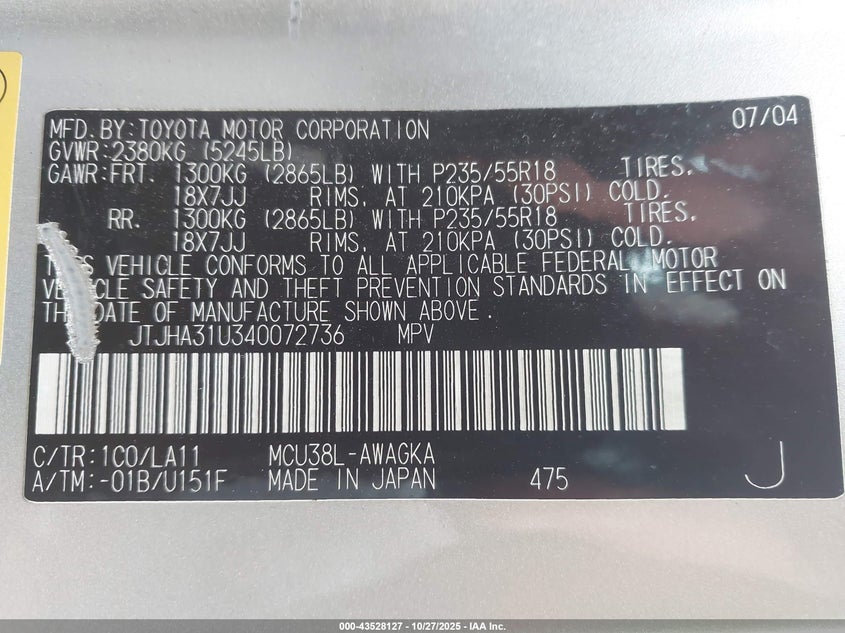 07/04
MFD. BY: TOYOTA MOTOR CORPORATION
GVWR: 2380KG (5245LB)
GAWR: FRT. 1300KG (2865LB) WITH P235/55R18 TIRES,
18X7JJ RIMS, AT 210KPA (30PSI) COLD.
RR. 1300KG (2865LB) WITH P235/55R18 TIRES,
18X7JJ RIMS, AT 210KPA (30PSI) COLD.
VEHICLE CONFORMS TO ALL APPLICABLE FEDERAL MOTOR
SAFETY AND THEFT PREVENTION STANDARDS IN EFFECT ON
DATE OF MANUFACTURE SHOWN ABOVE.
JTJHA31U340072736 MPV
C/TR: 1C0/LA11 MCU38L-AWAGKA
A/TM: -01B/U151F MADE IN JAPAN 475 J
000-43528127 - 10/27/2025 - IAA Inc.